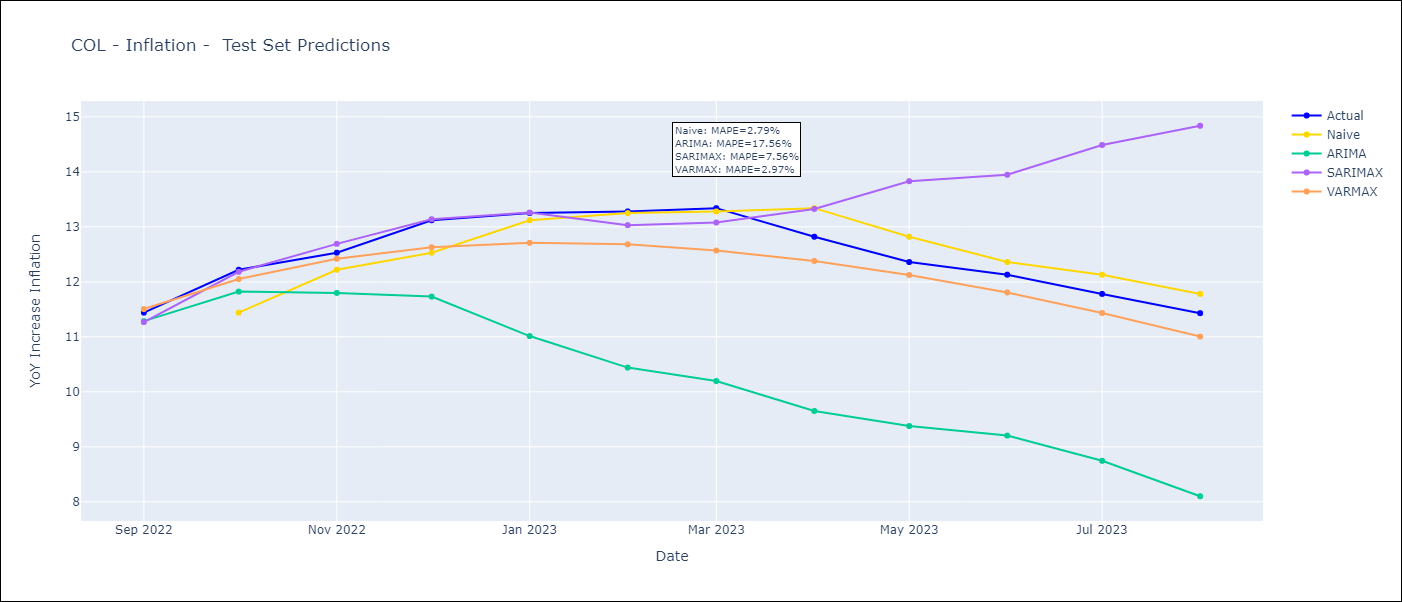 COL - Inflation -  Test Set Predictions
YoY Increase Inflation
15
14
13
12
11
10
9
8
Naive: MAPE=2.79%
ARIMA: MAPE=17.56%
SARIMAX: MAPE=7.56%
VARMAX: MAPE=2.97%
Actual
Naive
ARIMA
SARIMAX
VARMAX
Sep 2022
Nov 2022
Jan 2023
Mar 2023
May 2023
Jul 2023
Date